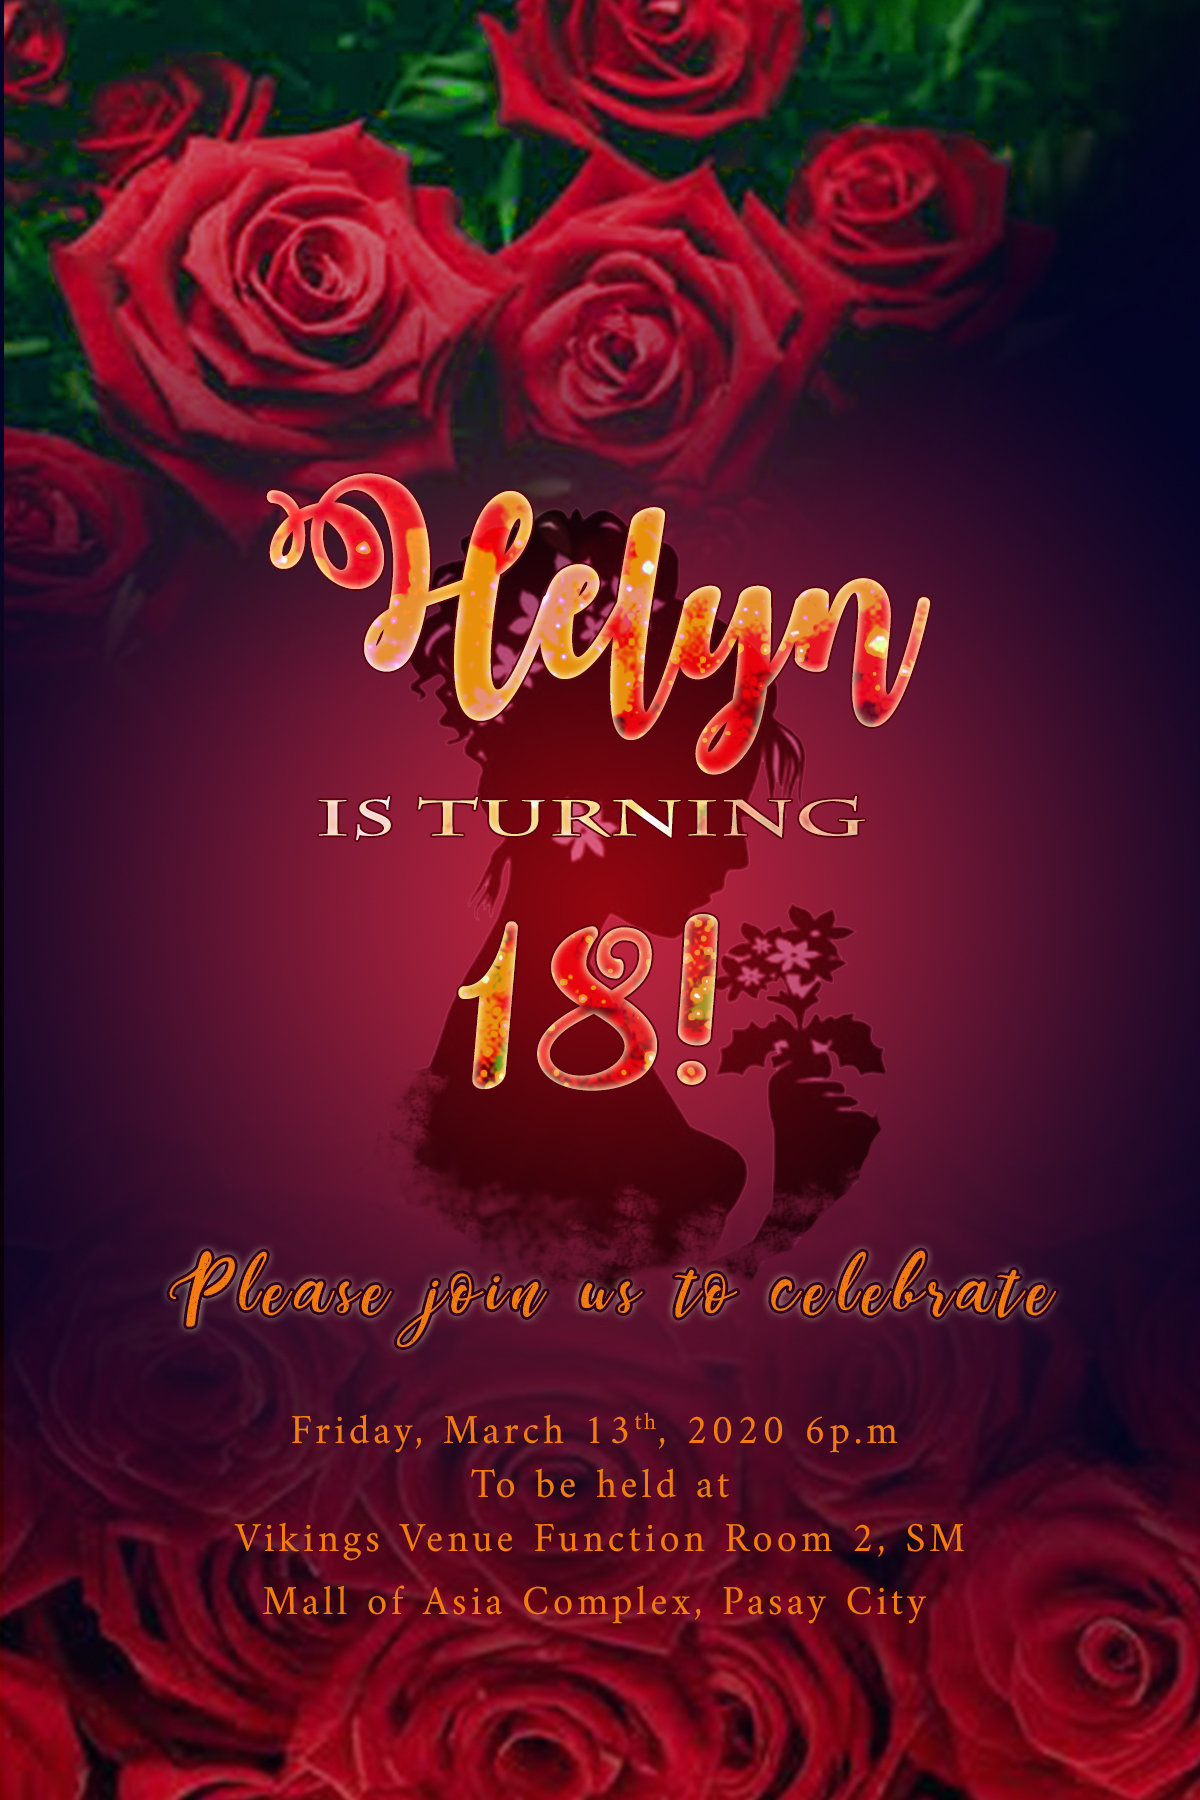 Helyn
IS TURNING
18!
Please join us to celebrate
Friday, March 13th, 2020 6p.m
To be held at
Vikings Venue Function Room 2, SM
Mall of Asia Complex, Pasay City